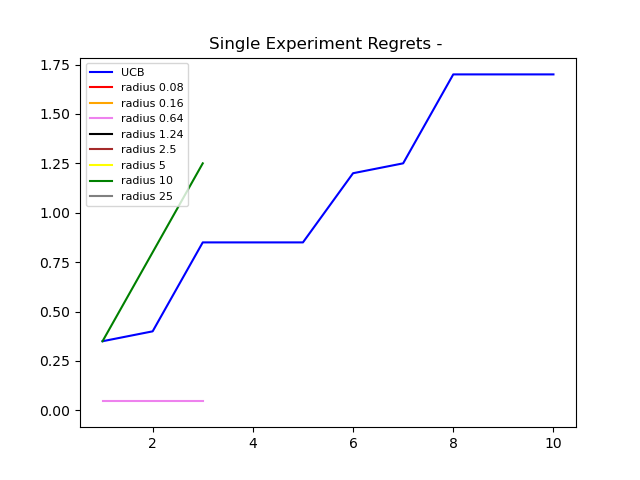 Single Experiment Regrets -
1.75
1.50
1.25
1.00
0.75
0.50
0.25
0.00
UCB
radius 0.08
radius 0.16
radius 0.64
radius 1.24
radius 2.5
radius 5
radius 10
radius 25
2
4
6
8
10